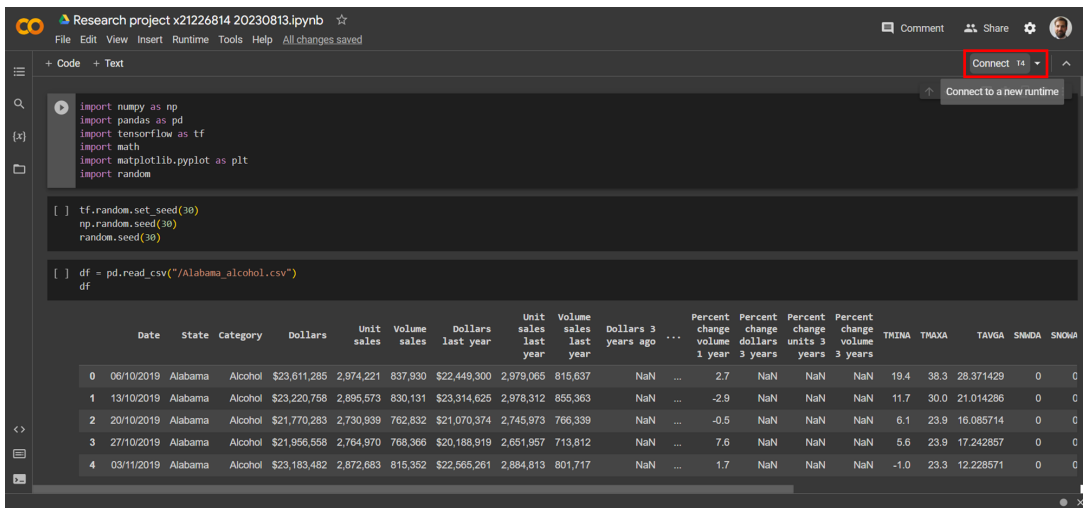 Research project x21226814 20230813.ipynb
Comment Share
File Edit View Insert Runtime Tools Help All changes saved
+ Code + Text
Connect T4
Connect to a new runtime
import numpy as np
import pandas as pd
import tensorflow as tf
import math
import matplotlib.pyplot as plt
import random
{x}
[ ] tf.random.set_seed(30)
np.random.seed(30)
random.seed(30)
[ ] df = pd.read_csv("/Alabama_alcohol.csv")
df
Date State Category Dollars Unit sales Volume sales Dollars last year Unit sales last year Volume sales last year Dollars 3 years ago ... Percent change volume 1 year Percent change dollars 3 years Percent change units 3 years Percent change volume 3 years TMINA TMAXA TAVGA SNWDA SNOWA
0 06/10/2019 Alabama Alcohol $23,611,285 2,974,221 837,930 $22,449,300 2,979,065 815,637 NaN ... 2.7 NaN NaN NaN 19.4 38.3 28.371429 0 0
1 13/10/2019 Alabama Alcohol $23,220,758 2,895,573 830,131 $23,314,625 2,978,312 855,363 NaN ... -2.9 NaN NaN NaN 11.7 30.0 21.014286 0 0
2 20/10/2019 Alabama Alcohol $21,770,283 2,730,939 762,832 $21,070,374 2,745,973 766,339 NaN ... -0.5 NaN NaN NaN 6.1 23.9 16.085714 0 0
3 27/10/2019 Alabama Alcohol $21,956,558 2,764,970 768,366 $20,188,919 2,651,957 713,812 NaN ... 7.6 NaN NaN NaN 5.6 23.9 17.242857 0 0
4 03/11/2019 Alabama Alcohol $23,183,482 2,872,683 815,352 $22,565,261 2,884,813 801,717 NaN ... 1.7 NaN NaN NaN -1.0 23.3 12.228571 0 0